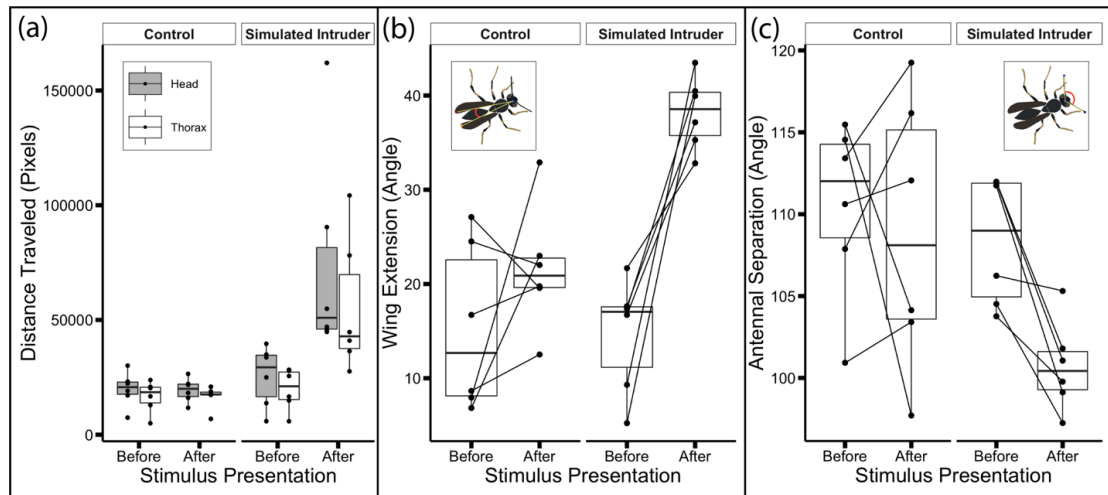 (a)
Control
Simulated Intruder
Distance Traveled (Pixels)
150000
100000
50000
0
Head
Thorax
Before
After
Before
After
Stimulus Presentation
(b)
Control
Simulated Intruder
Wing Extension (Angle)
40
30
20
10
Before
After
Before
After
Stimulus Presentation
(c)
Control
Simulated Intruder
Antennal Separation (Angle)
120
115
110
105
100
Before
After
Before
After
Stimulus Presentation